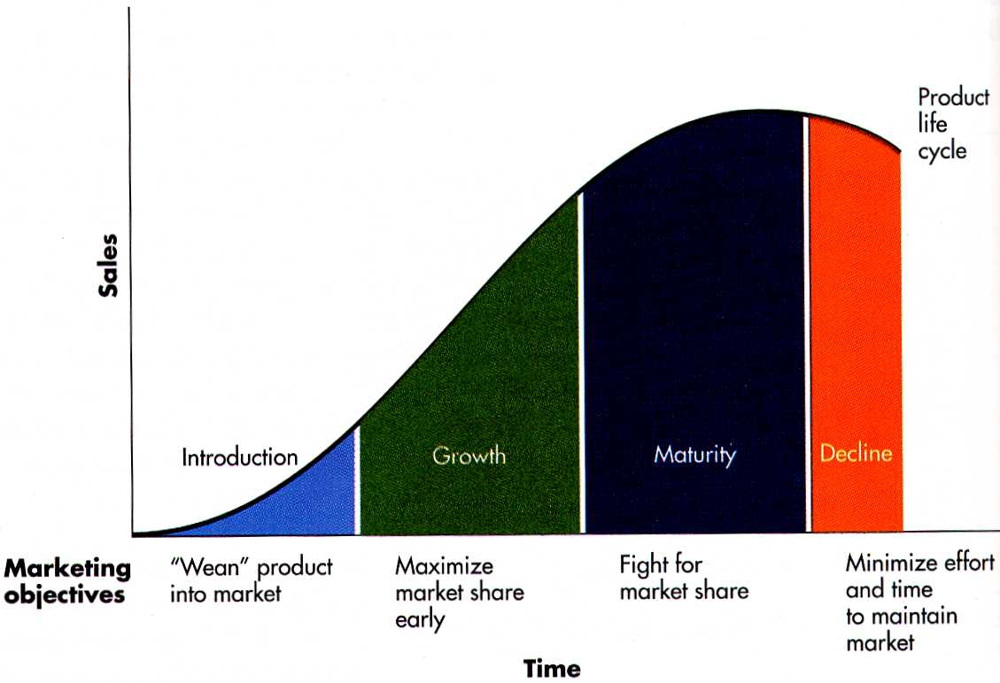 Product
life
cycle
Sales
Introduction
Growth
Maturity
Decline
Marketing
objectives
"Wean" product
into market
Maximize
market share
early
Fight for
market share
Minimize effort
and time
to maintain
market
Time